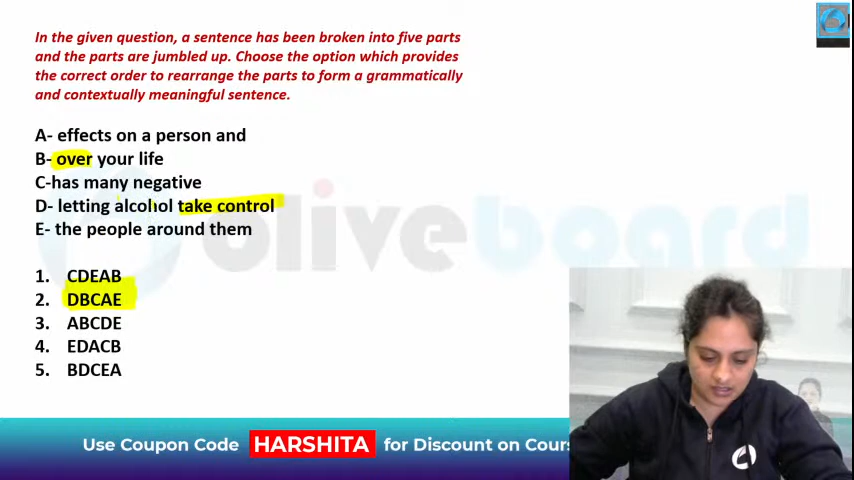 In the given question, a sentence has been broken into five parts
and the parts are jumbled up. Choose the option which provides
the correct order to rearrange the parts to form a grammatically
and contextually meaningful sentence.
A- effects on a person and
B- over your life
C-has many negative
D- letting alcohol take control
E- the people around them
oliveboard
1. CDEAB
2. DBCAE
3. ABCDE
4. EDACB
5. BDCEA
Use Coupon Code HARSHITA for Discount on Cours